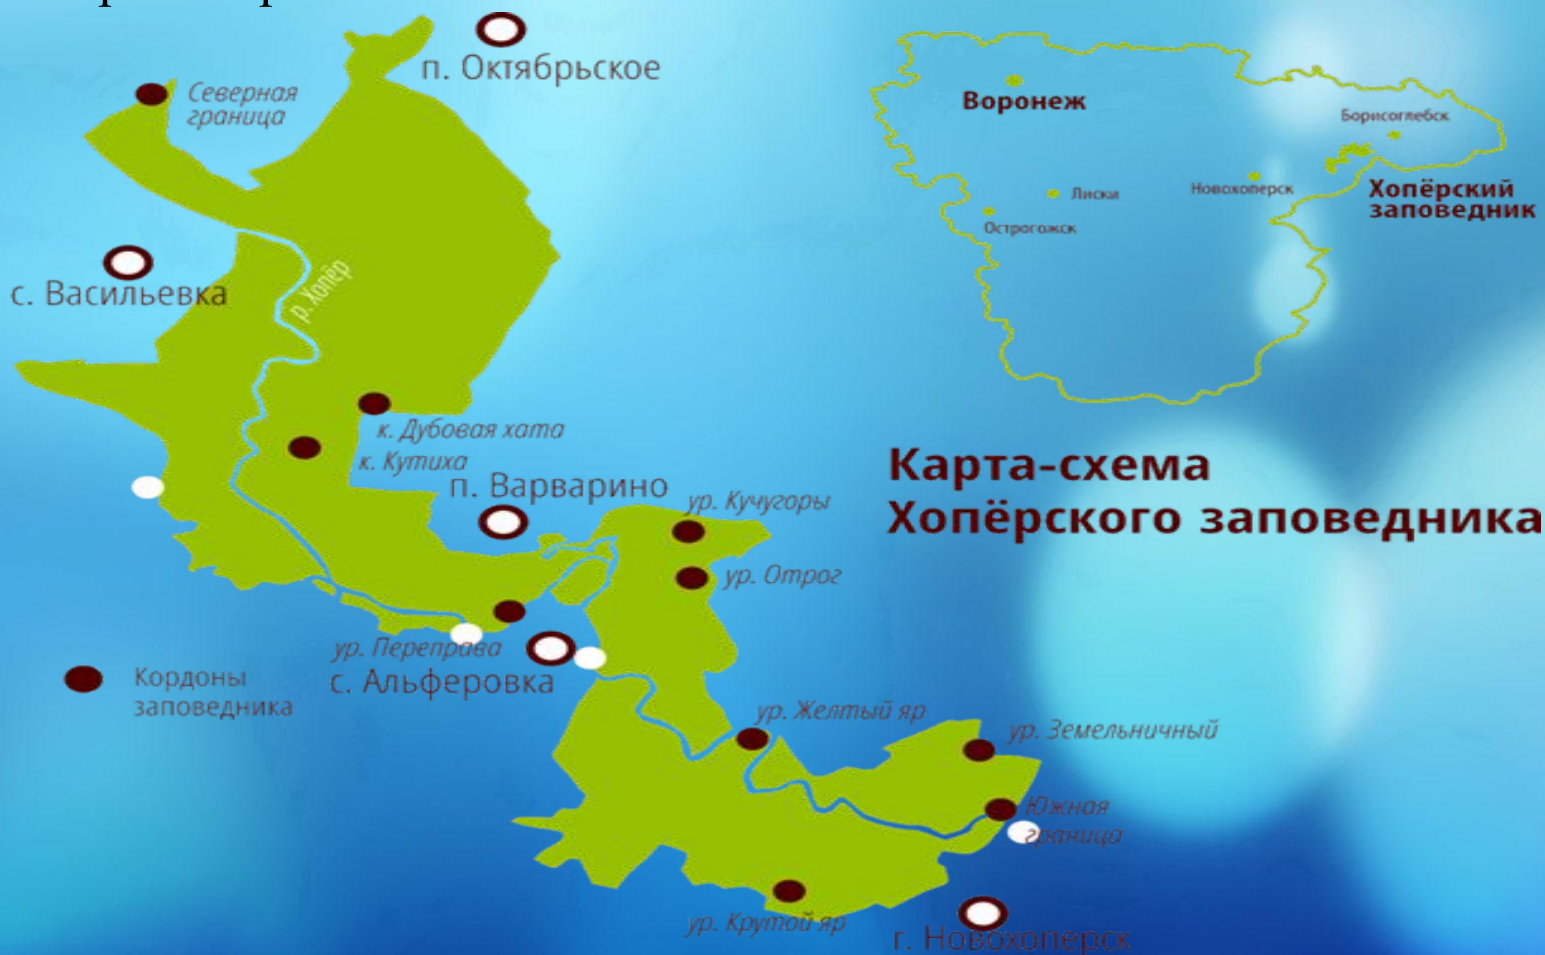 п. Октябрьское
Северная
граница
с. Васильевка
р. Хопёр
к. Дубовая хата
к. Кутиха
п. Варварино
ур. Кучугоры
ур. Отрог
ур. Переправа
с. Альферовка
Кордоны
заповедника
ур. Желтый яр
ур. Земельничный
Южная
граница
ур. Крутой яр
г. Новохоперск
Воронеж
Борисоглебск
Лиски
Новохоперск
Острогожск
Хопёрский
заповедник
Карта-схема
Хопёрского заповедника